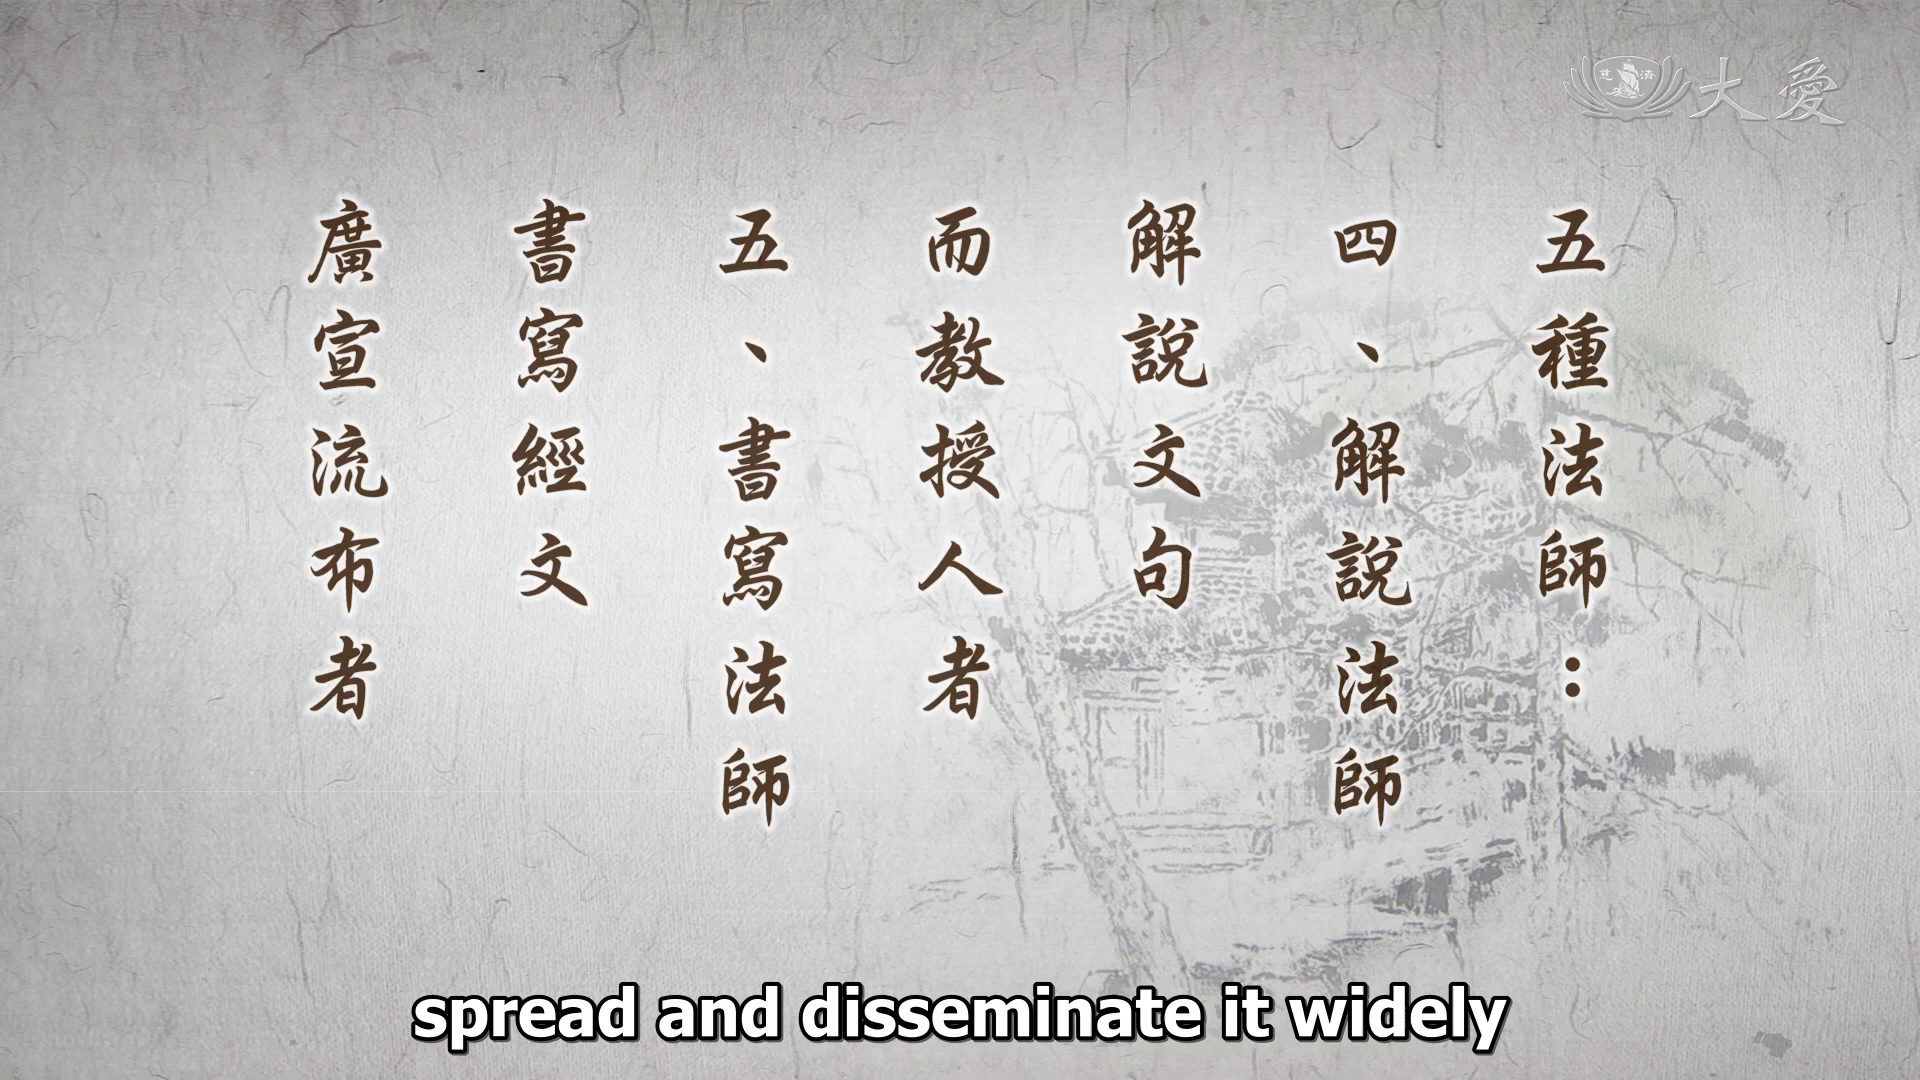 慈濟
大愛
五種法師：
四、解說法師
解說文句
而教授人者
五、書寫法師
書寫經文
廣宣流布者
spread and disseminate it widely